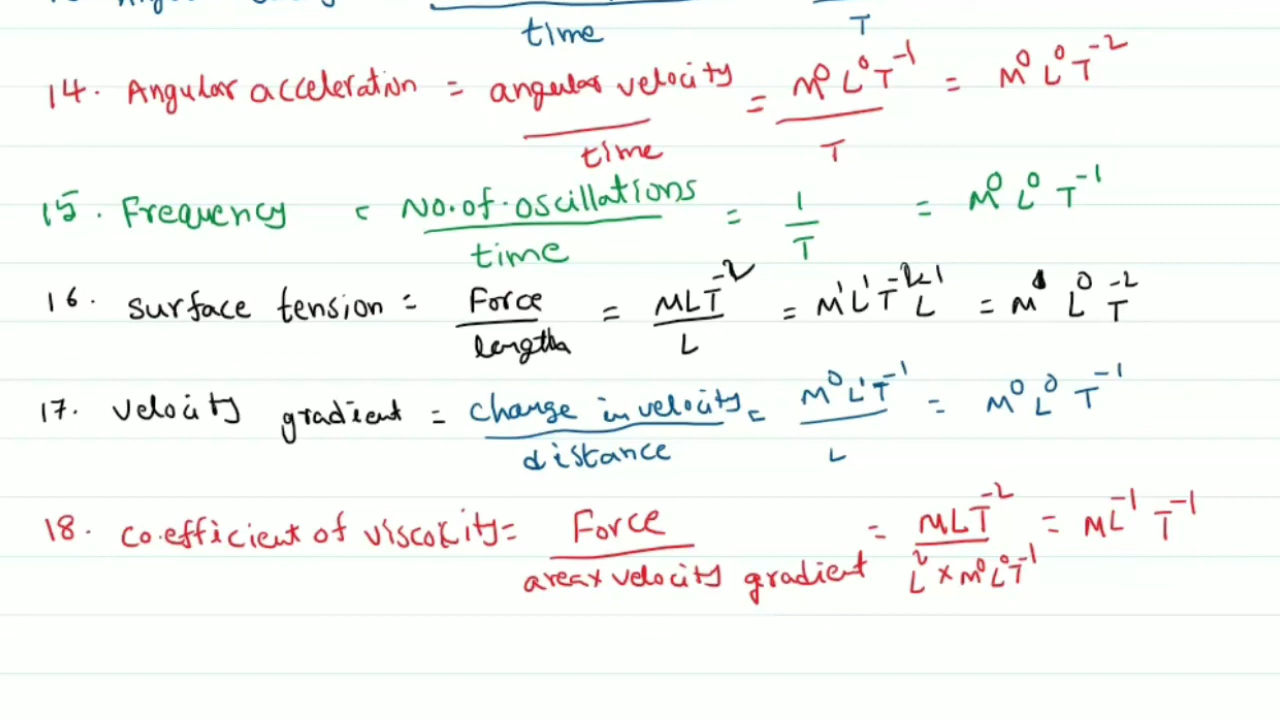 time T
14. Angular acceleration = angular velocity / time = M⁰L⁰T⁻¹ / T = M⁰L⁰T⁻²
15. Frequency = No.of.oscillations / time = 1 / T = M⁰L⁰T⁻¹
16. surface tension = Force / length = MLT⁻² / L = M¹L¹T⁻²L⁻¹ = M¹L⁰T⁻²
17. velocity gradient = change in velocity / distance = M⁰L¹T⁻¹ / L = M⁰L⁰T⁻¹
18. co.efficient of viscosity = Force / area x velocity gradient = MLT⁻² / L² x M⁰L⁰T⁻¹ = ML⁻¹T⁻¹